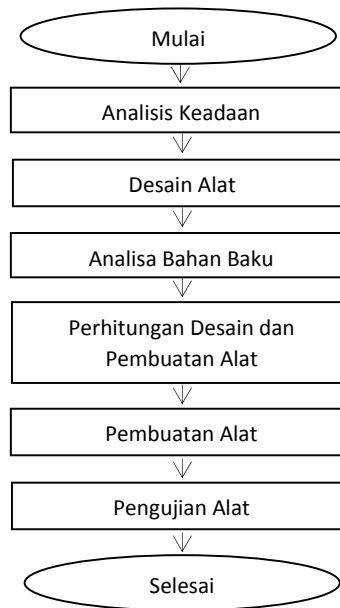 Mulai
Analisis Keadaan
Desain Alat
Analisa Bahan Baku
Perhitungan Desain dan
Pembuatan Alat
Pembuatan Alat
Pengujian Alat
Selesai